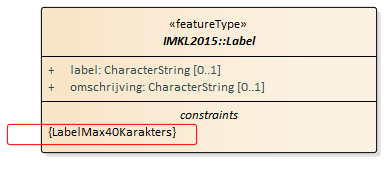 «featureType»
IMKL2015::Label
+ label: CharacterString [0..1]
+ omschrijving: CharacterString [0..1]
constraints
{LabelMax40Karakters}